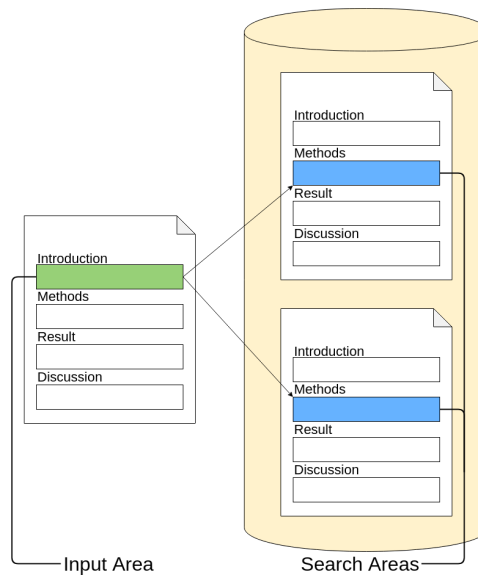 Introduction
Methods
Result
Discussion
Introduction
Methods
Result
Discussion
Introduction
Methods
Result
Discussion
Input Area
Search Areas